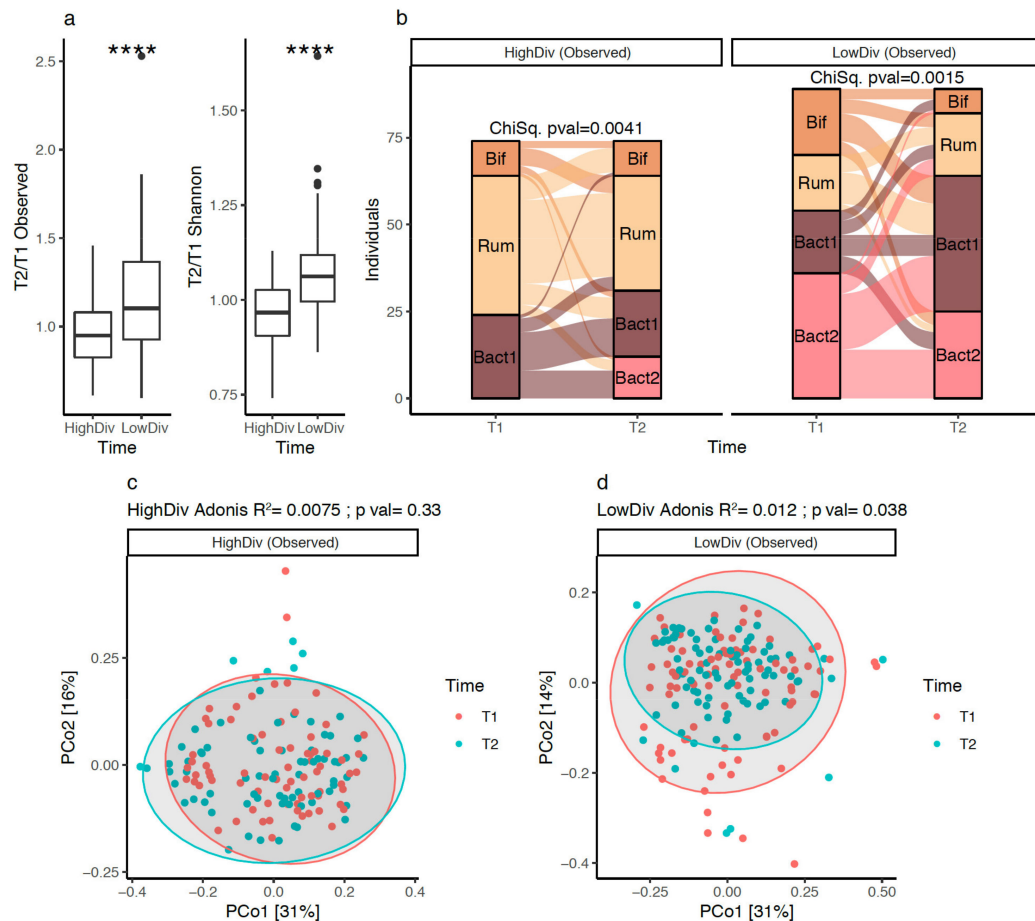 a
T2/T1 Observed
2.5
2.0
1.5
1.0
****
HighDiv LowDiv
Time
T2/T1 Shannon
1.50
1.25
1.00
0.75
****
HighDiv LowDiv
Time
b
Individuals
75
50
25
0
HighDiv (Observed)
ChiSq. pval=0.0041
Bif
Rum
Bact1
Bif
Rum
Bact1
Bact2
T1
T2
LowDiv (Observed)
ChiSq. pval=0.0015
Bif
Rum
Bact1
Bact2
Bif
Rum
Bact1
Bact2
T1
T2
Time
c
HighDiv Adonis R²= 0.0075 ; p val= 0.33
HighDiv (Observed)
PCo2 [16%]
0.25
0.00
−0.25
−0.4
−0.2
0.0
0.2
0.4
PCo1 [31%]
Time
T1
T2
d
LowDiv Adonis R²= 0.012 ; p val= 0.038
LowDiv (Observed)
PCo2 [14%]
0.2
0.0
−0.2
−0.4
−0.25
0.00
0.25
0.50
PCo1 [31%]
Time
T1
T2